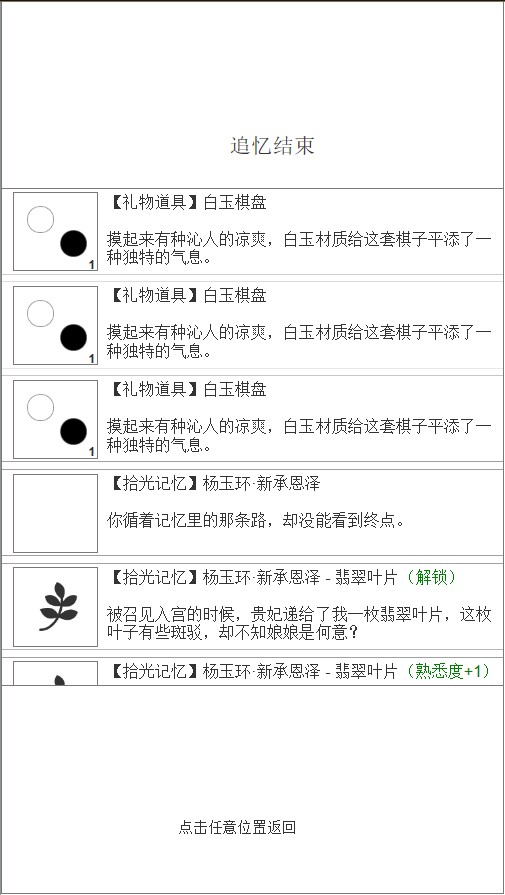 追忆结束
【礼物道具】白玉棋盘
摸起来有种沁人的凉爽，白玉材质给这套棋子平添了一
种独特的气息。
1
【礼物道具】白玉棋盘
摸起来有种沁人的凉爽，白玉材质给这套棋子平添了一
种独特的气息。
1
【礼物道具】白玉棋盘
摸起来有种沁人的凉爽，白玉材质给这套棋子平添了一
种独特的气息。
1
【拾光记忆】杨玉环·新承恩泽
你循着记忆里的那条路，却没能看到终点。
【拾光记忆】杨玉环·新承恩泽 - 翡翠叶片（解锁）
被召见入宫的时候，贵妃递给了我一枚翡翠叶片，这枚
叶子有些斑驳，却不知娘娘是何意？
【拾光记忆】杨玉环·新承恩泽 - 翡翠叶片（熟悉度+1）
点击任意位置返回